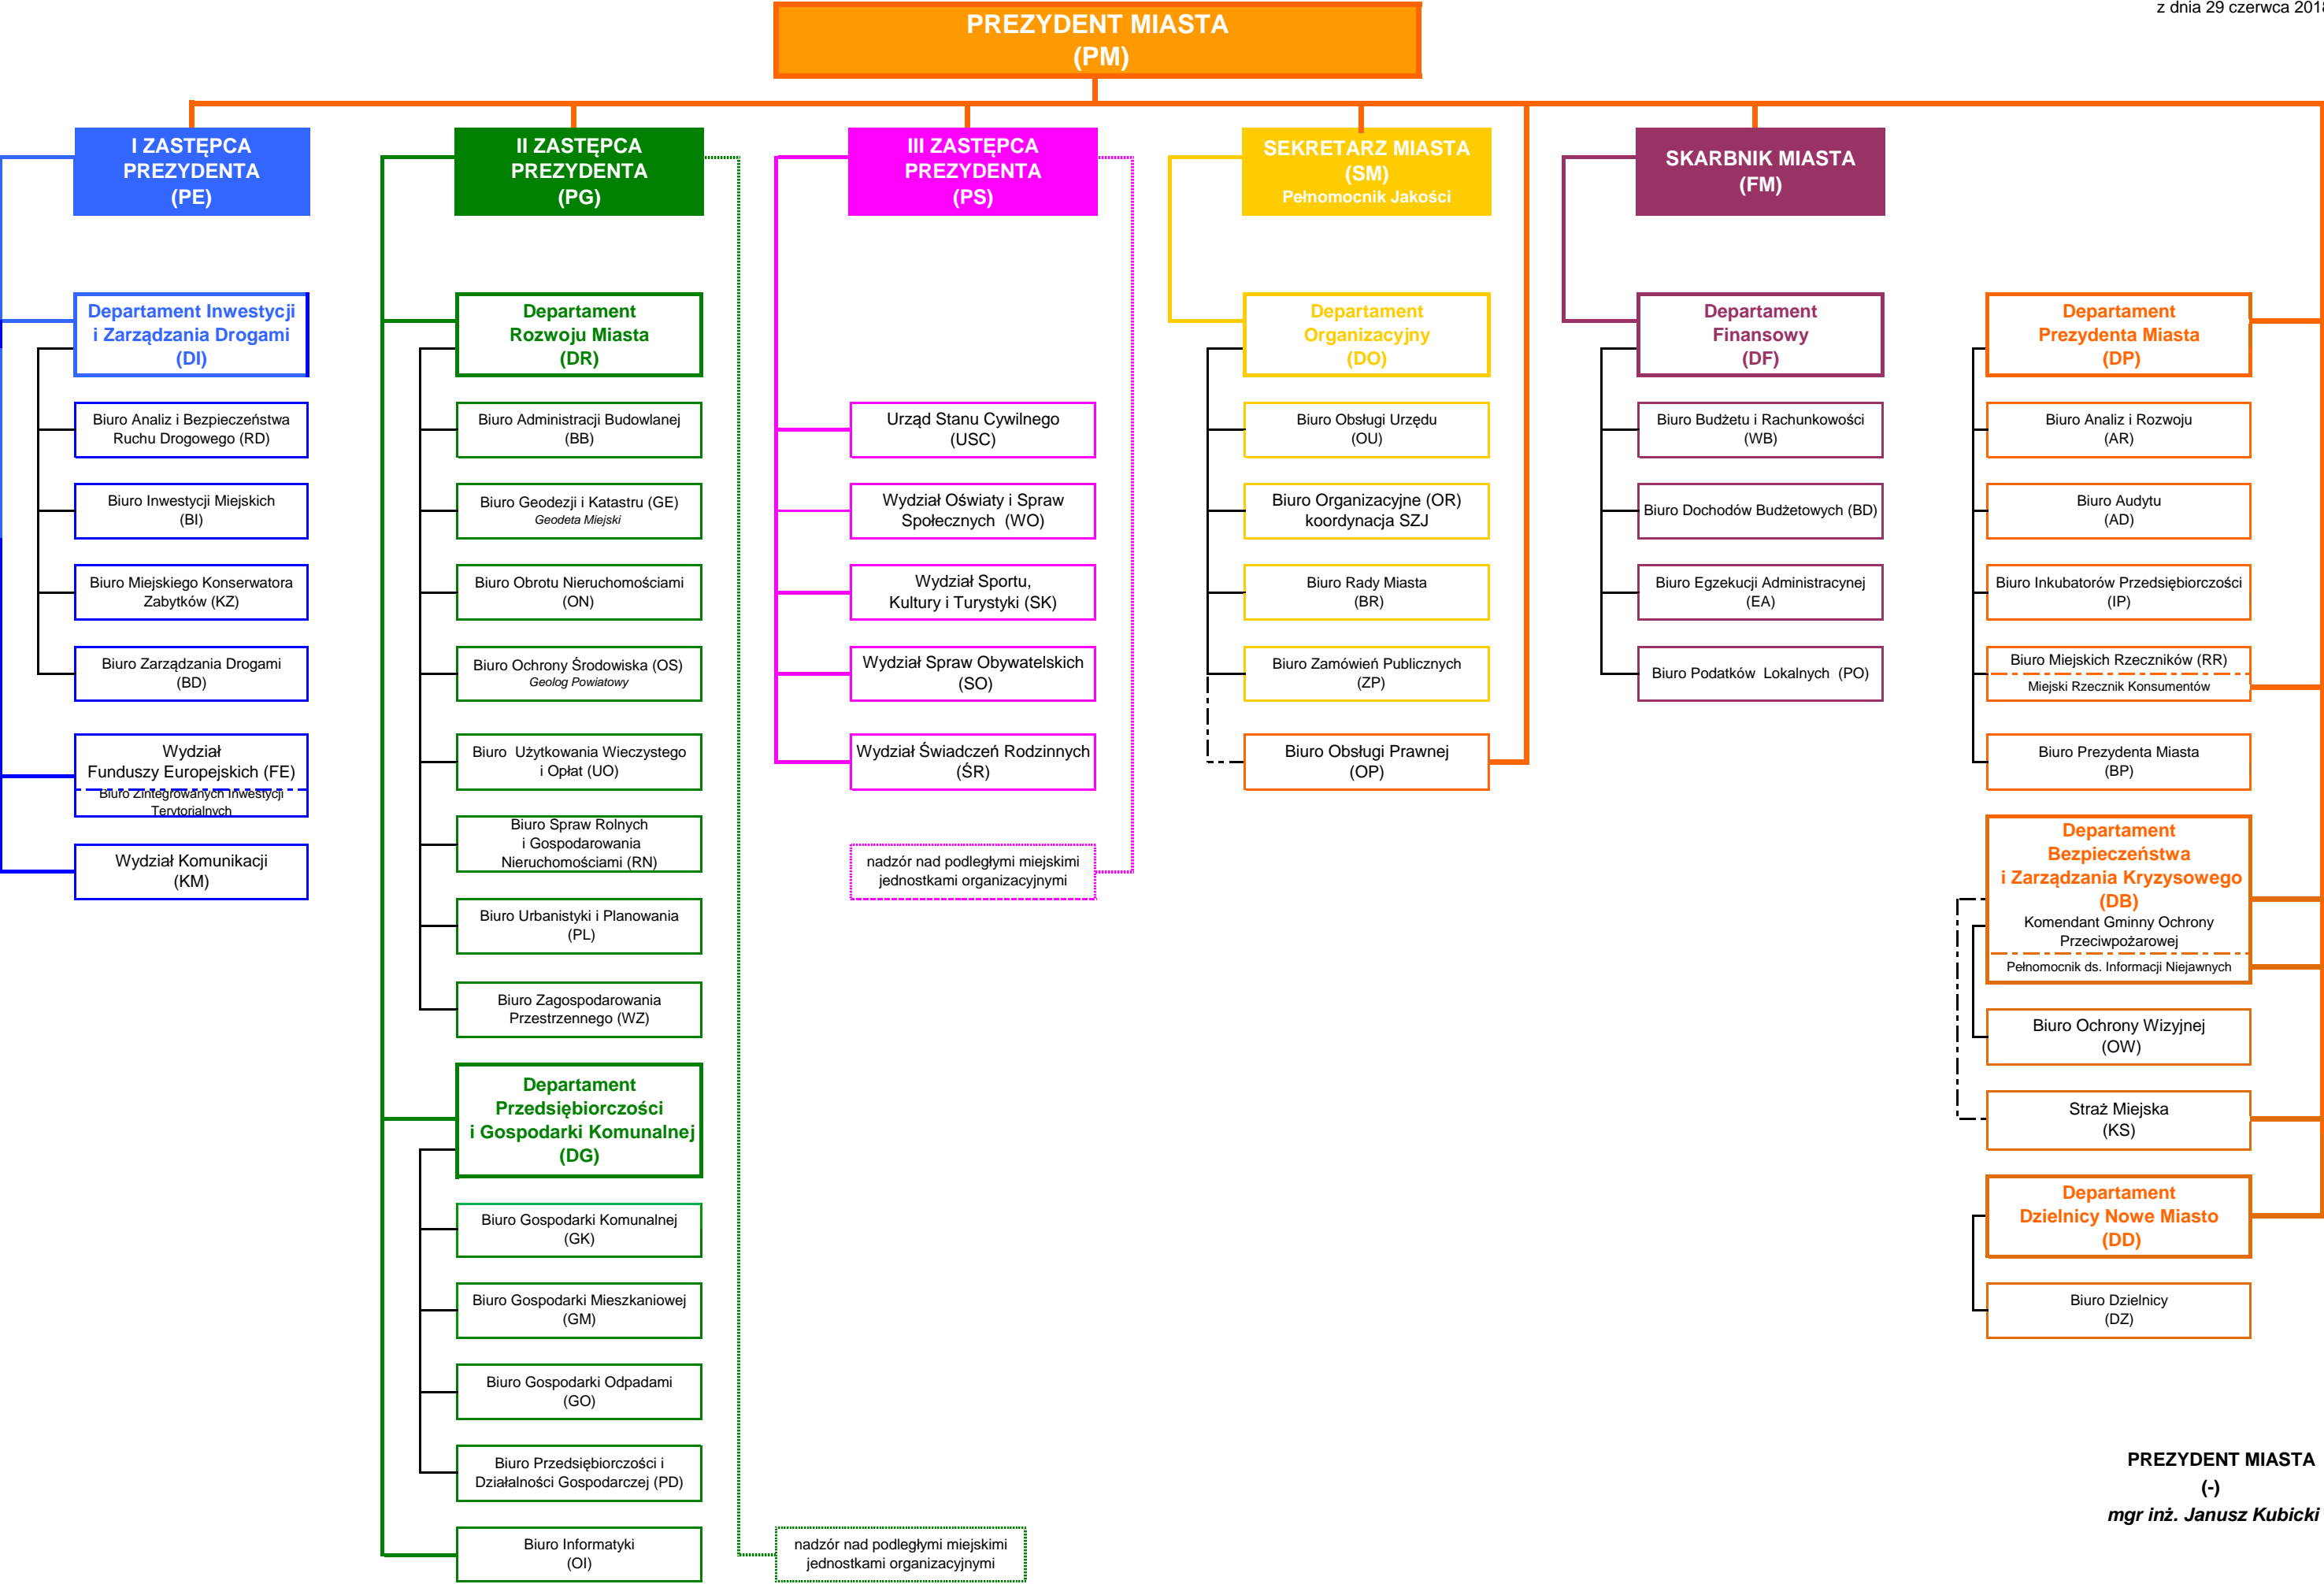 z dnia 29 czerwca 2018
PREZYDENT MIASTA
(PM)
I ZASTĘPCA
PREZYDENTA
(PE)
II ZASTĘPCA
PREZYDENTA
(PG)
III ZASTĘPCA
PREZYDENTA
(PS)
SEKRETARZ MIASTA
(SM)
Pełnomocnik Jakości
SKARBNIK MIASTA
(FM)
Departament Inwestycji
i Zarządzania Drogami
(DI)
Biuro Analiz i Bezpieczeństwa
Ruchu Drogowego (RD)
Biuro Inwestycji Miejskich
(BI)
Biuro Miejskiego Konserwatora
Zabytków (KZ)
Biuro Zarządzania Drogami
(BD)
Wydział
Funduszy Europejskich (FE)
Biuro Zintegrowanych Inwestycji
Terytorialnych
Wydział Komunikacji
(KM)
Departament
Rozwoju Miasta
(DR)
Biuro Administracji Budowlanej
(BB)
Biuro Geodezji i Katastru (GE)
Geodeta Miejski
Biuro Obrotu Nieruchomościami
(ON)
Biuro Ochrony Środowiska (OS)
Geolog Powiatowy
Biuro  Użytkowania Wieczystego
i Opłat (UO)
Biuro Spraw Rolnych
i Gospodarowania
Nieruchomościami (RN)
Biuro Urbanistyki i Planowania
(PL)
Biuro Zagospodarowania
Przestrzennego (WZ)
Departament
Przedsiębiorczości
i Gospodarki Komunalnej
(DG)
Biuro Gospodarki Komunalnej
(GK)
Biuro Gospodarki Mieszkaniowej
(GM)
Biuro Gospodarki Odpadami
(GO)
Biuro Przedsiębiorczości i
Działalności Gospodarczej (PD)
Biuro Informatyki
(OI)
Urząd Stanu Cywilnego
(USC)
Wydział Oświaty i Spraw
Społecznych  (WO)
Wydział Sportu,
Kultury i Turystyki (SK)
Wydział Spraw Obywatelskich
(SO)
Wydział Świadczeń Rodzinnych
(ŚR)
nadzór nad podległymi miejskimi
jednostkami organizacyjnymi
nadzór nad podległymi miejskimi
jednostkami organizacyjnymi
Departament
Organizacyjny
(DO)
Biuro Obsługi Urzędu
(OU)
Biuro Organizacyjne (OR)
koordynacja SZJ
Biuro Rady Miasta
(BR)
Biuro Zamówień Publicznych
(ZP)
Biuro Obsługi Prawnej
(OP)
Departament
Finansowy
(DF)
Biuro Budżetu i Rachunkowości
(WB)
Biuro Dochodów Budżetowych (BD)
Biuro Egzekucji Administracynej
(EA)
Biuro Podatków  Lokalnych  (PO)
Departament
Prezydenta Miasta
(DP)
Biuro Analiz i Rozwoju
(AR)
Biuro Audytu
(AD)
Biuro Inkubatorów Przedsiębiorczości
(IP)
Biuro Miejskich Rzeczników (RR)
Miejski Rzecznik Konsumentów
Biuro Prezydenta Miasta
(BP)
Departament
Bezpieczeństwa
i Zarządzania Kryzysowego
(DB)
Komendant Gminny Ochrony
Przeciwpożarowej
Pełnomocnik ds. Informacji Niejawnych
Biuro Ochrony Wizyjnej
(OW)
Straż Miejska
(KS)
Departament
Dzielnicy Nowe Miasto
(DD)
Biuro Dzielnicy
(DZ)
PREZYDENT MIASTA
(-)
mgr inż. Janusz Kubicki